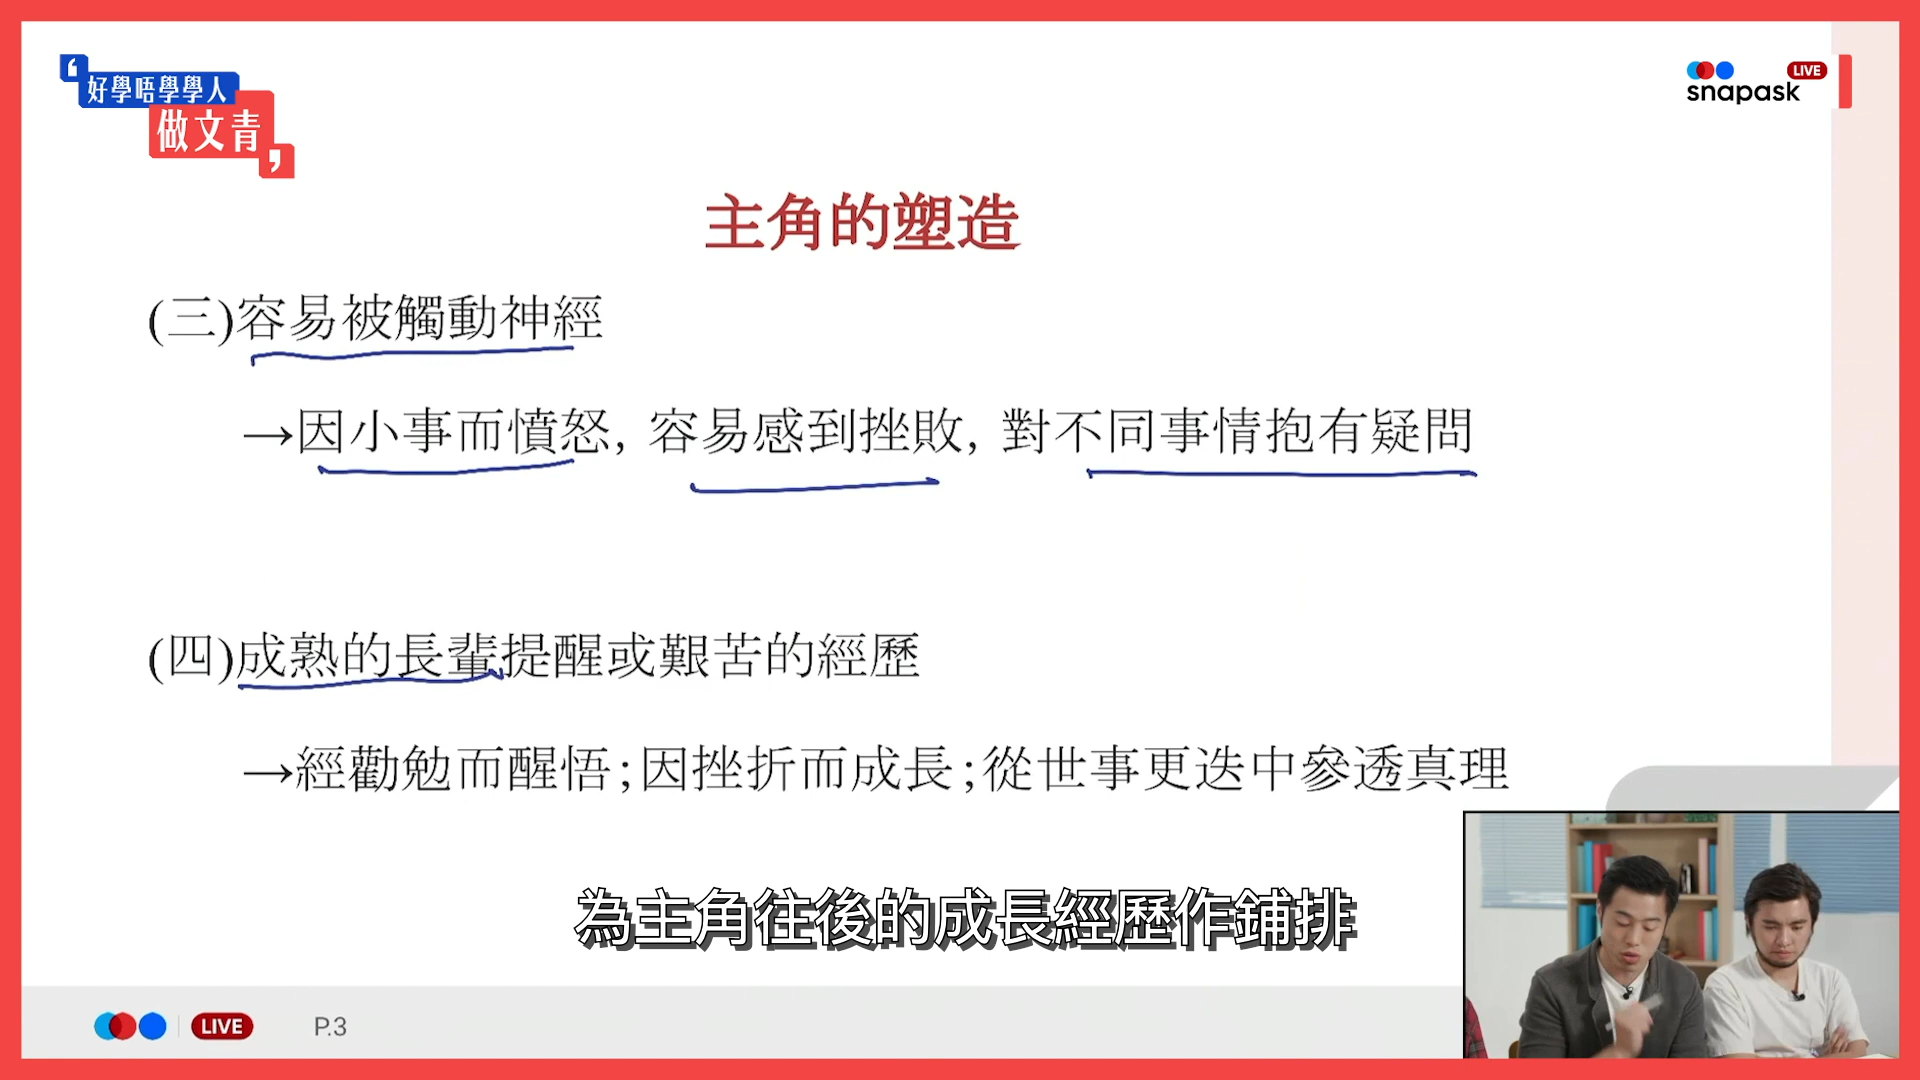 好學唔學學人
做文青
LIVE
snapask
主角的塑造
(三)容易被觸動神經
→因小事而憤怒, 容易感到挫敗, 對不同事情抱有疑問
(四)成熟的長輩提醒或艱苦的經歷
→經勸勉而醒悟;因挫折而成長;從世事更迭中參透真理
為主角往後的成長經歷作鋪排
LIVE
P.3